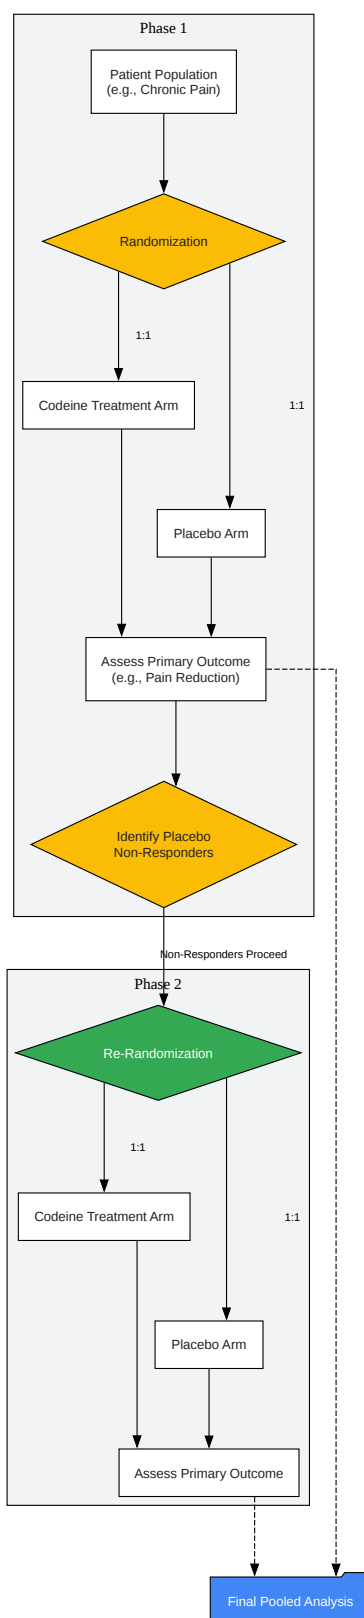 Phase 1
Patient Population
(e.g., Chronic Pain)
Randomization
1:1
Codeine Treatment Arm
1:1
Placebo Arm
Assess Primary Outcome
(e.g., Pain Reduction)
Identify Placebo
Non-Responders
Non-Responders Proceed
Phase 2
Re-Randomization
1:1
Codeine Treatment Arm
1:1
Placebo Arm
Assess Primary Outcome
Final Pooled Analysis